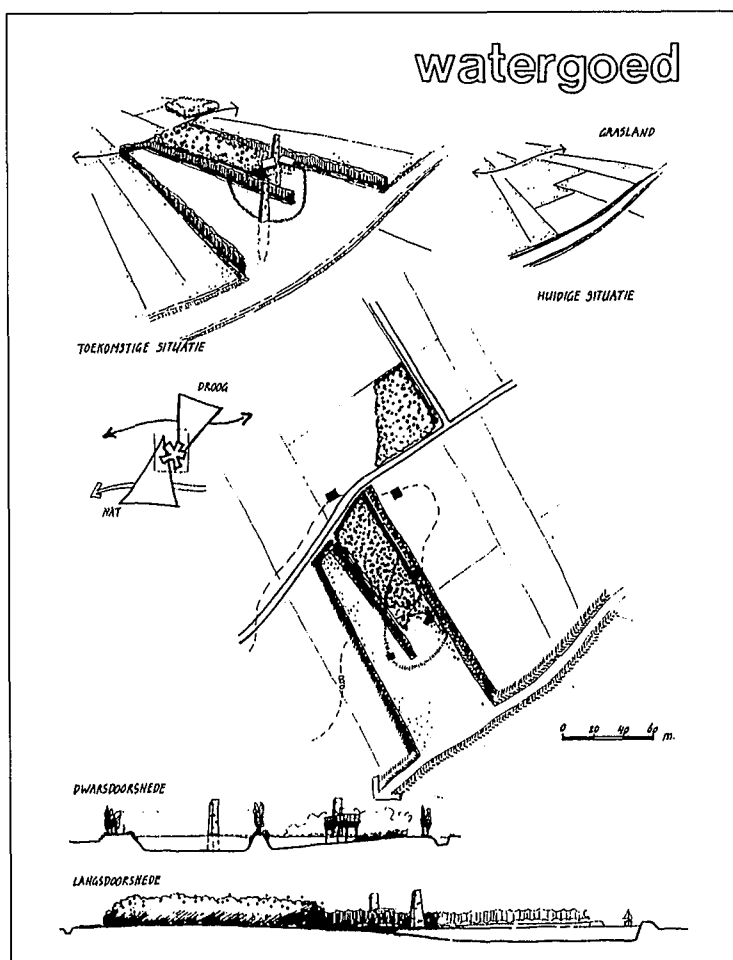 watergoed
GRASLAND
HUIDIGE SITUATIE
TOEKOMSTIGE SITUATIE
DROOG
NAT
0 20 40 60 m.
DWARSDOORSNEDE
LANGSDOORSNEDE